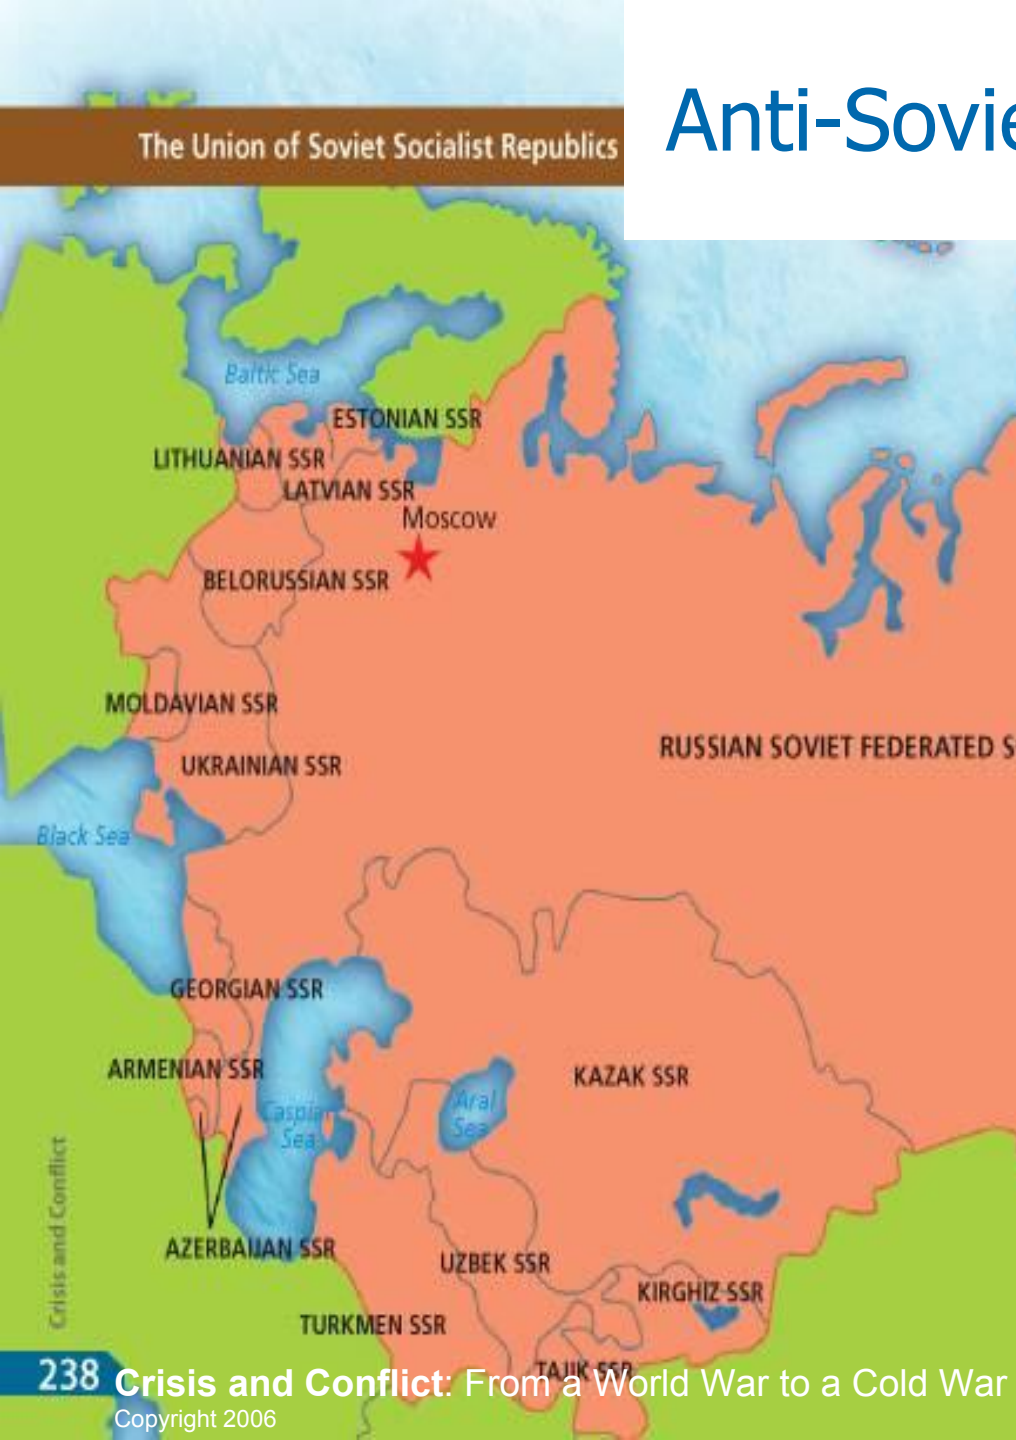 Anti-Sovie
The Union of Soviet Socialist Republics
Baltic Sea
ESTONIAN SSR
LITHUANIAN SSR
LATVIAN SSR
Moscow
BELORUSSIAN SSR
MOLDAVIAN SSR
RUSSIAN SOVIET FEDERATED S
UKRAINIAN SSR
Black Sea
GEORGIAN SSR
ARMENIAN SSR
KAZAK SSR
Aral
Sea
Caspian
Sea
Crisis and Conflict
AZERBAIJAN SSR
UZBEK SSR
KIRGHIZ SSR
TURKMEN SSR
TAJIK SSR
238
Crisis and Conflict: From a World War to a Cold War
Copyright 2006